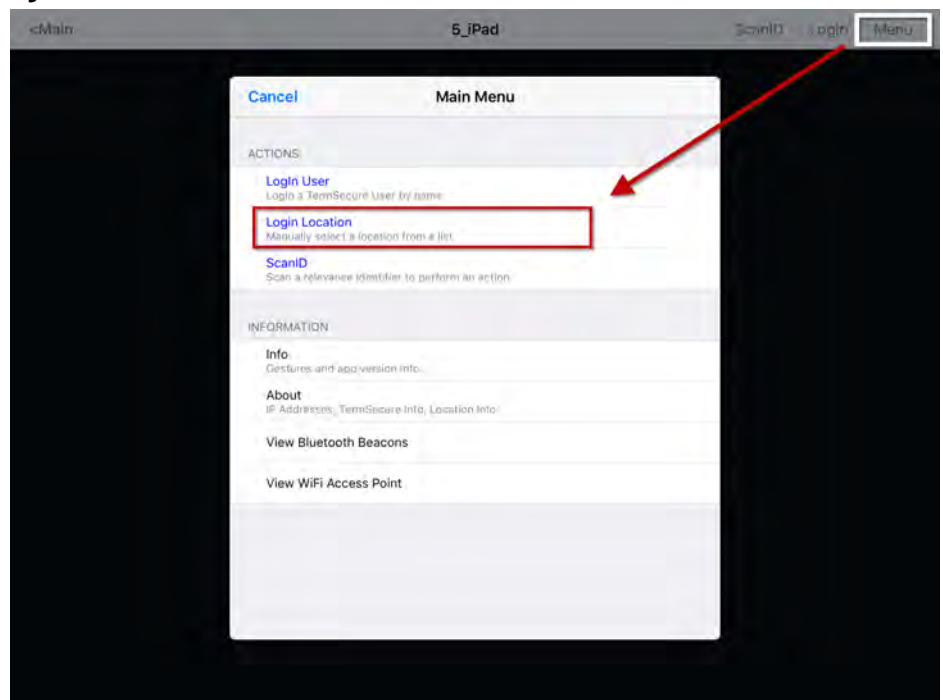 <Main 5_iPad ScanID Login Menu
Cancel Main Menu
ACTIONS
LogIn User
Login a TermSecure User by name
Login Location
Manually select a location from a list
ScanID
Scan a relevance identifier to perform an action
INFORMATION
Info
Gestures and app version info...
About
IP Addresses, TermSecure Info, Location Info
View Bluetooth Beacons
View WiFi Access Point